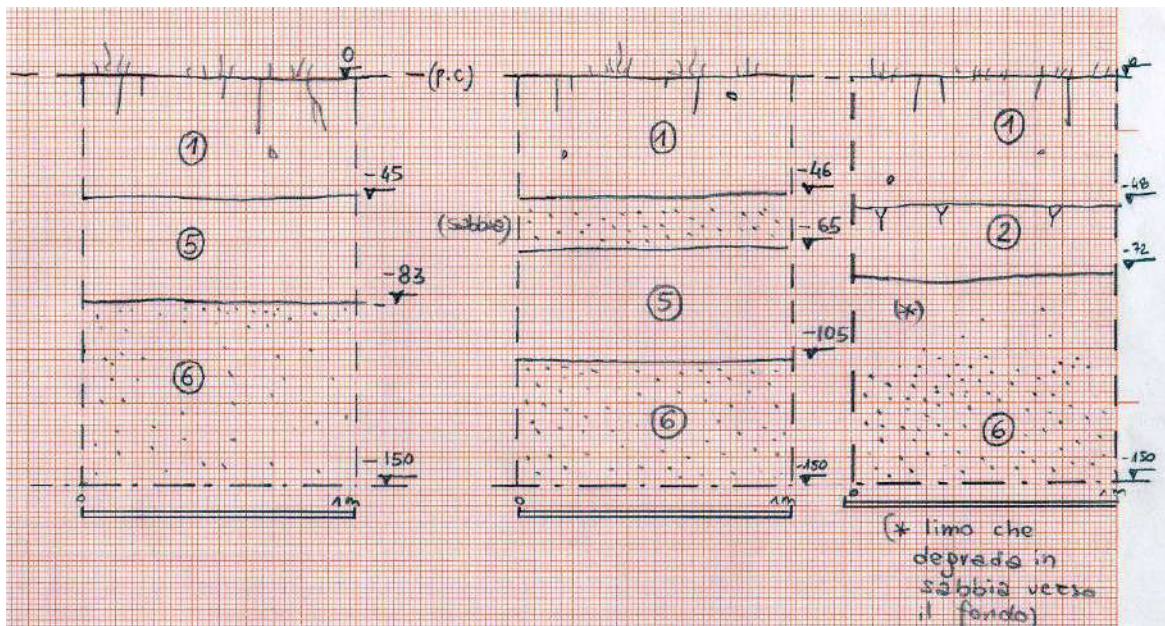 0
(P.C)
0
1
-45
5
-83
6
-150
0 1m
1
-46
(sabbia)
-65
5
-105
6
-150
0 1m
1
-48
2
-72
(*)
6
-150
0 1m
(* limo che
degrada in
sabbia verso
il fondo)